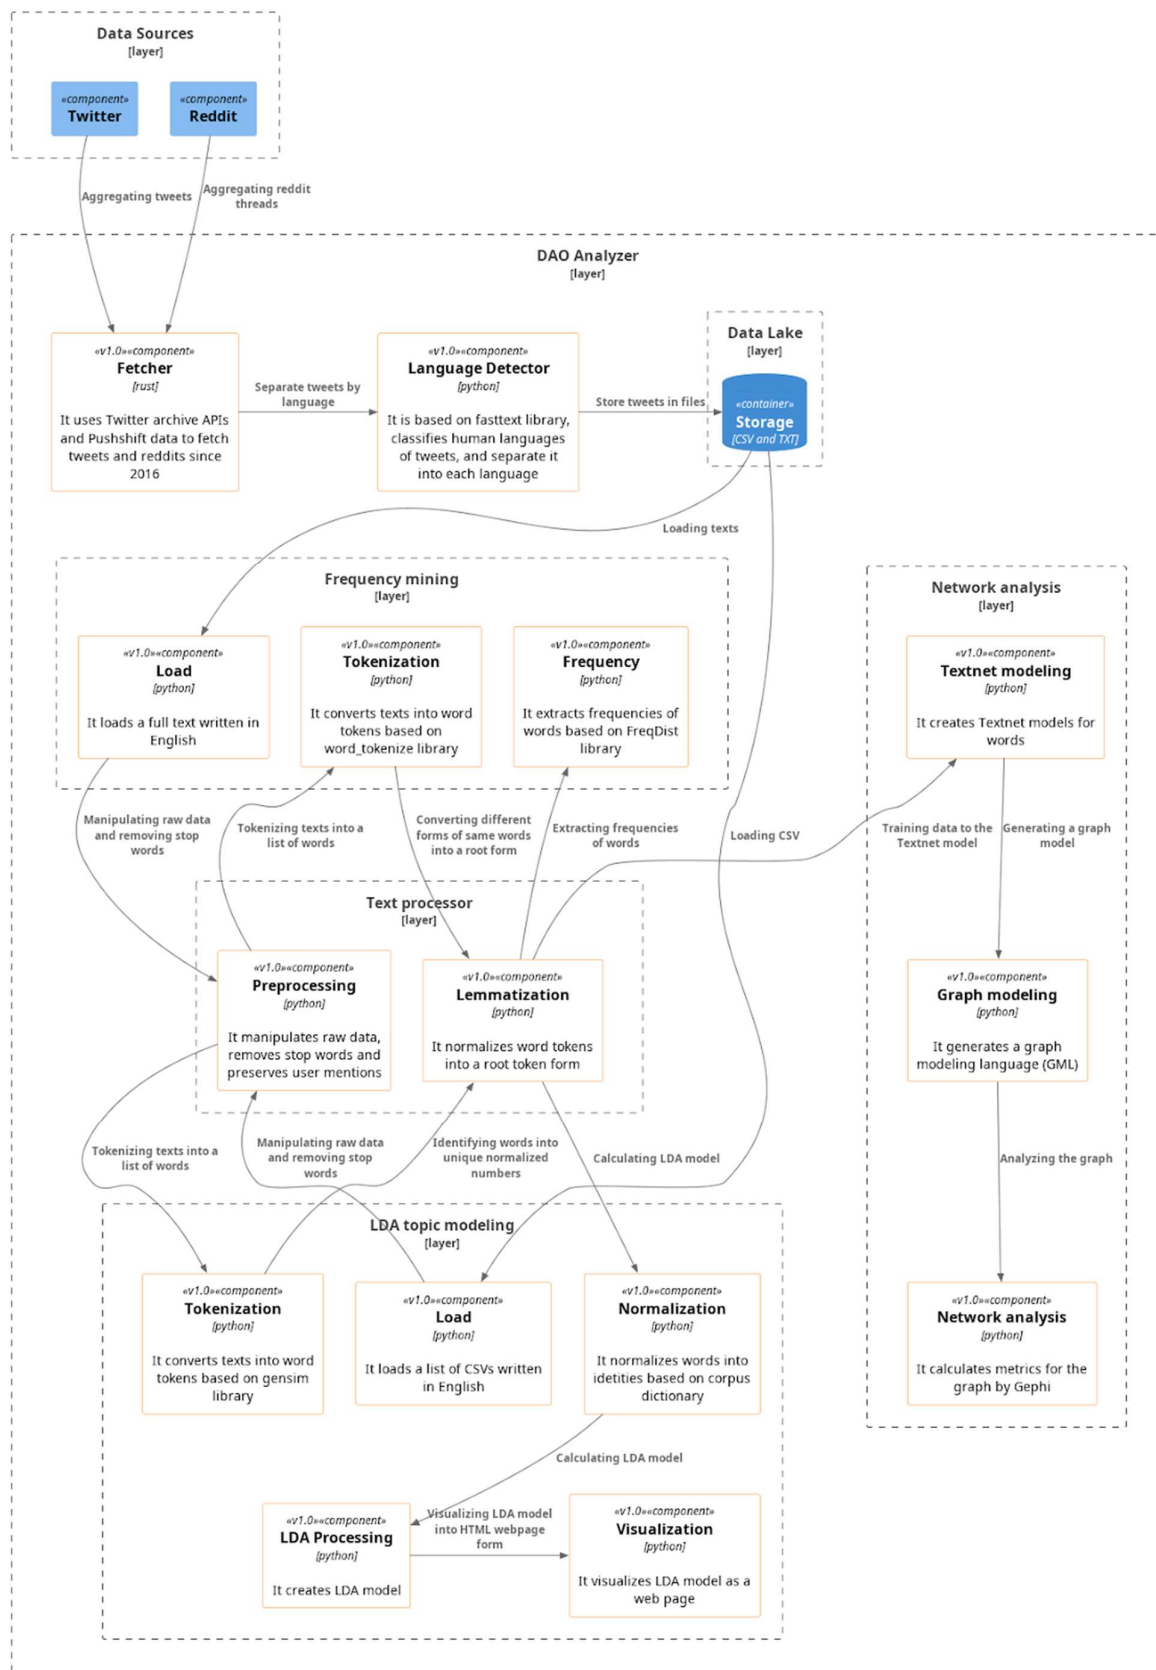 Data Sources
[layer]
«component»
Twitter
«component»
Reddit
Aggregating tweets
Aggregating reddit
threads
DAO Analyzer
[layer]
«v1.0»«component»
Fetcher
[rust]
It uses Twitter archive APIs
and Pushshift data to fetch
tweets and reddits since
2016
Separate tweets by
language
«v1.0»«component»
Language Detector
[python]
It is based on fasttext library,
classifies human languages
of tweets, and separate it
into each language
Store tweets in files
Data Lake
[layer]
«container»
Storage
[CSV and TXT]
Loading texts
Frequency mining
[layer]
«v1.0»«component»
Load
[python]
It loads a full text written in
English
«v1.0»«component»
Tokenization
[python]
It converts texts into word
tokens based on
word_tokenize library
«v1.0»«component»
Frequency
[python]
It extracts frequencies of
words based on FreqDist
library
Network analysis
[layer]
«v1.0»«component»
Textnet modeling
[python]
It creates Textnet models for
words
Manipulating raw data
and removing stop
words
Tokenizing texts into a
list of words
Converting different
forms of same words
into a root form
Extracting frequencies
of words
Loading CSV
Training data to the
Textnet model
Generating a graph
model
Text processor
[layer]
«v1.0»«component»
Preprocessing
[python]
It manipulates raw data,
removes stop words and
preserves user mentions
«v1.0»«component»
Lemmatization
[python]
It normalizes word tokens
into a root token form
«v1.0»«component»
Graph modeling
[python]
It generates a graph
modeling language (GML)
Tokenizing texts into a
list of words
Manipulating raw data
and removing stop
words
Identifying words into
unique normalized
numbers
Calculating LDA model
Analyzing the graph
LDA topic modeling
[layer]
«v1.0»«component»
Tokenization
[python]
It converts texts into word
tokens based on gensim
library
«v1.0»«component»
Load
[python]
It loads a list of CSVs written
in English
«v1.0»«component»
Normalization
[python]
It normalizes words into
idetities based on corpus
dictionary
«v1.0»«component»
Network analysis
[python]
It calculates metrics for the
graph by Gephi
Calculating LDA model
«v1.0»«component»
LDA Processing
[python]
It creates LDA model
Visualizing LDA model
into HTML webpage
form
«v1.0»«component»
Visualization
[python]
It visualizes LDA model as a
web page